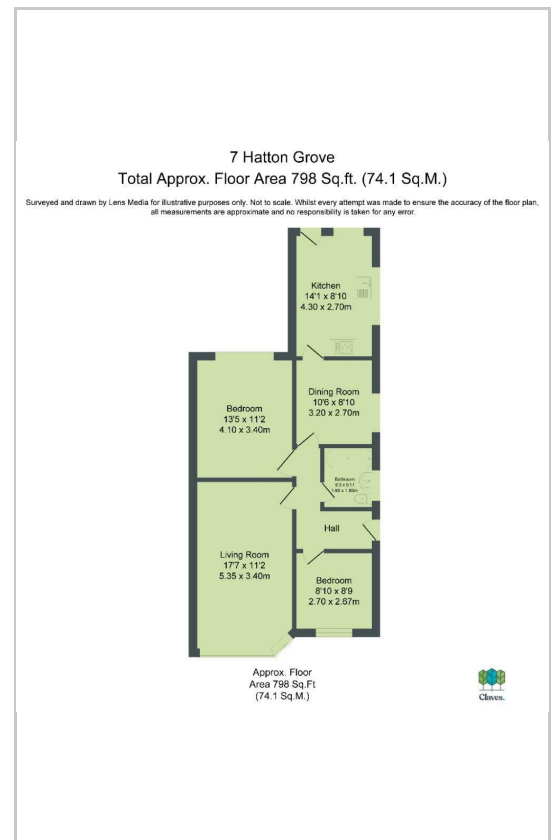 7 Hatton Grove
Total Approx. Floor Area 798 Sq.ft. (74.1 Sq.M.)
Surveyed and drawn by Lens Media for illustrative purposes only. Not to scale. Whilst every attempt was made to ensure the accuracy of the floor plan,
all measurements are approximate and no responsibility is taken for any error.
Kitchen
14'1 x 8'10
4.30 x 2.70m
Dining Room
10'6 x 8'10
3.20 x 2.70m
Bedroom
13'5 x 11'2
4.10 x 3.40m
Bathroom
Hall
Living Room
17'7 x 11'2
5.35 x 3.40m
Bedroom
8'10 x 8'9
2.70 x 2.67m
Approx. Floor
Area 798 Sq.Ft
(74.1 Sq.M.)
Claves.